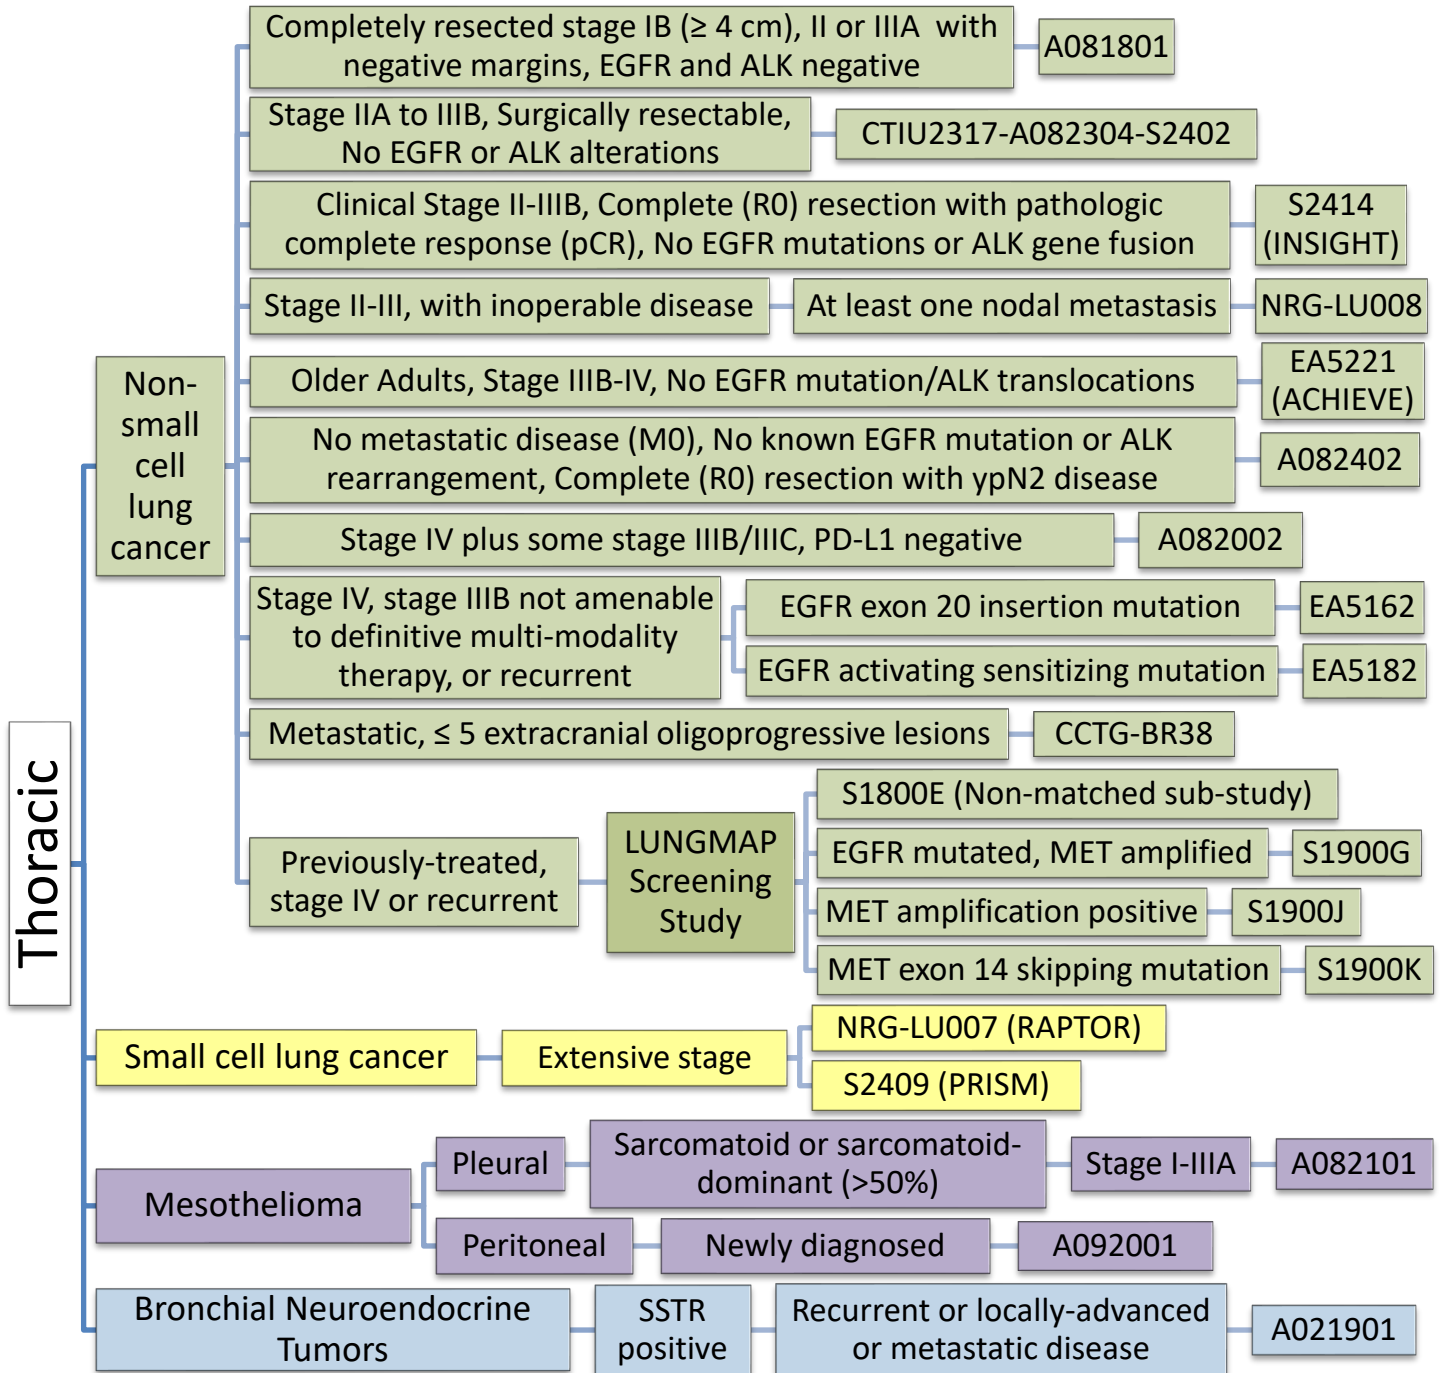 Thoracic
Non-
small
cell
lung
cancer
Completely resected stage IB (≥ 4 cm), II or IIIA with
negative margins, EGFR and ALK negative
A081801
Stage IIA to IIIB, Surgically resectable,
No EGFR or ALK alterations
CTIU2317-A082304-S2402
Clinical Stage II-IIIB, Complete (R0) resection with pathologic
complete response (pCR), No EGFR mutations or ALK gene fusion
S2414
(INSIGHT)
Stage II-III, with inoperable disease
At least one nodal metastasis
NRG-LU008
Older Adults, Stage IIIB-IV, No EGFR mutation/ALK translocations
EA5221
(ACHIEVE)
No metastatic disease (M0), No known EGFR mutation or ALK
rearrangement, Complete (R0) resection with ypN2 disease
A082402
Stage IV plus some stage IIIB/IIIC, PD-L1 negative
A082002
Stage IV, stage IIIB not amenable
to definitive multi-modality
therapy, or recurrent
EGFR exon 20 insertion mutation
EA5162
EGFR activating sensitizing mutation
EA5182
Metastatic, ≤ 5 extracranial oligoprogressive lesions
CCTG-BR38
Previously-treated,
stage IV or recurrent
LUNGMAP
Screening
Study
S1800E (Non-matched sub-study)
EGFR mutated, MET amplified
S1900G
MET amplification positive
S1900J
MET exon 14 skipping mutation
S1900K
Small cell lung cancer
Extensive stage
NRG-LU007 (RAPTOR)
S2409 (PRISM)
Mesothelioma
Pleural
Sarcomatoid or sarcomatoid-
dominant (>50%)
Stage I-IIIA
A082101
Peritoneal
Newly diagnosed
A092001
Bronchial Neuroendocrine
Tumors
SSTR
positive
Recurrent or locally-advanced
or metastatic disease
A021901